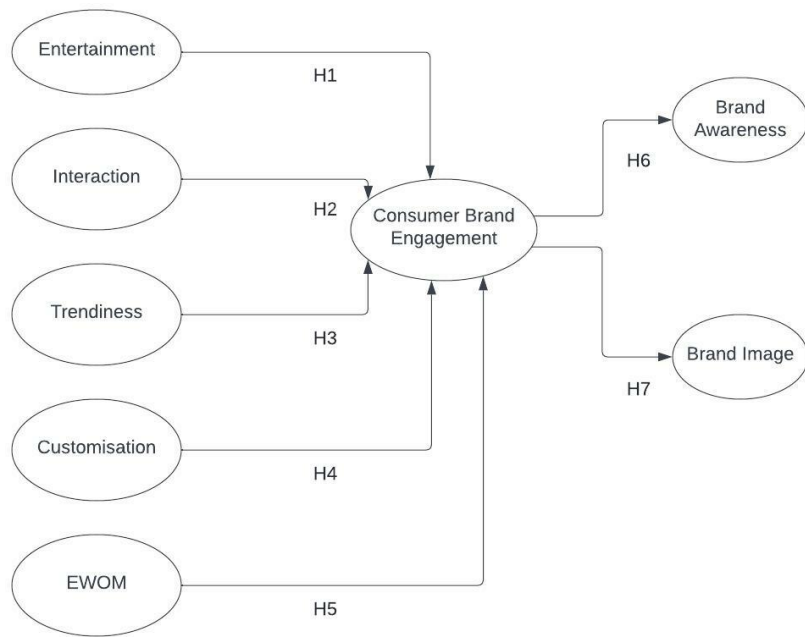 Entertainment
H1
Interaction
H2
Trendiness
H3
Customisation
H4
EWOM
H5
Consumer Brand
Engagement
H6
Brand
Awareness
H7
Brand Image